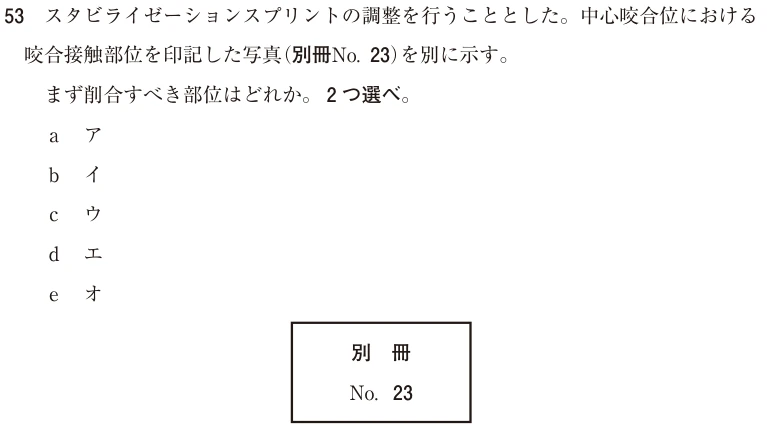 53 スタビライゼーションスプリントの調整を行うこととした。中心咬合位における
咬合接触部位を印記した写真(別冊No. 23)を別に示す。
まず削合すべき部位はどれか。2つ選べ。
a ア
b イ
c ウ
d エ
e オ
別 冊
No. 23